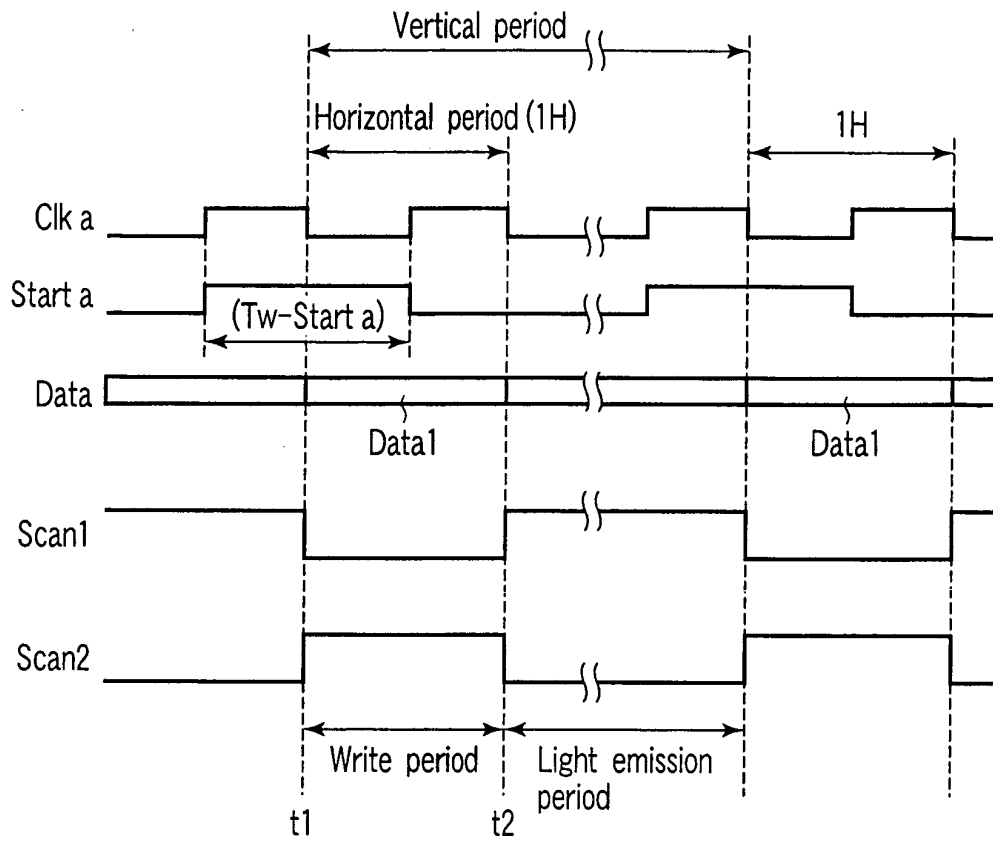 Vertical period
Horizontal period (1H)
1H
Clk a
Start a
(Tw-Start a)
Data
Data1
Data1
Scan1
Scan2
Write period
Light emission
period
t1
t2